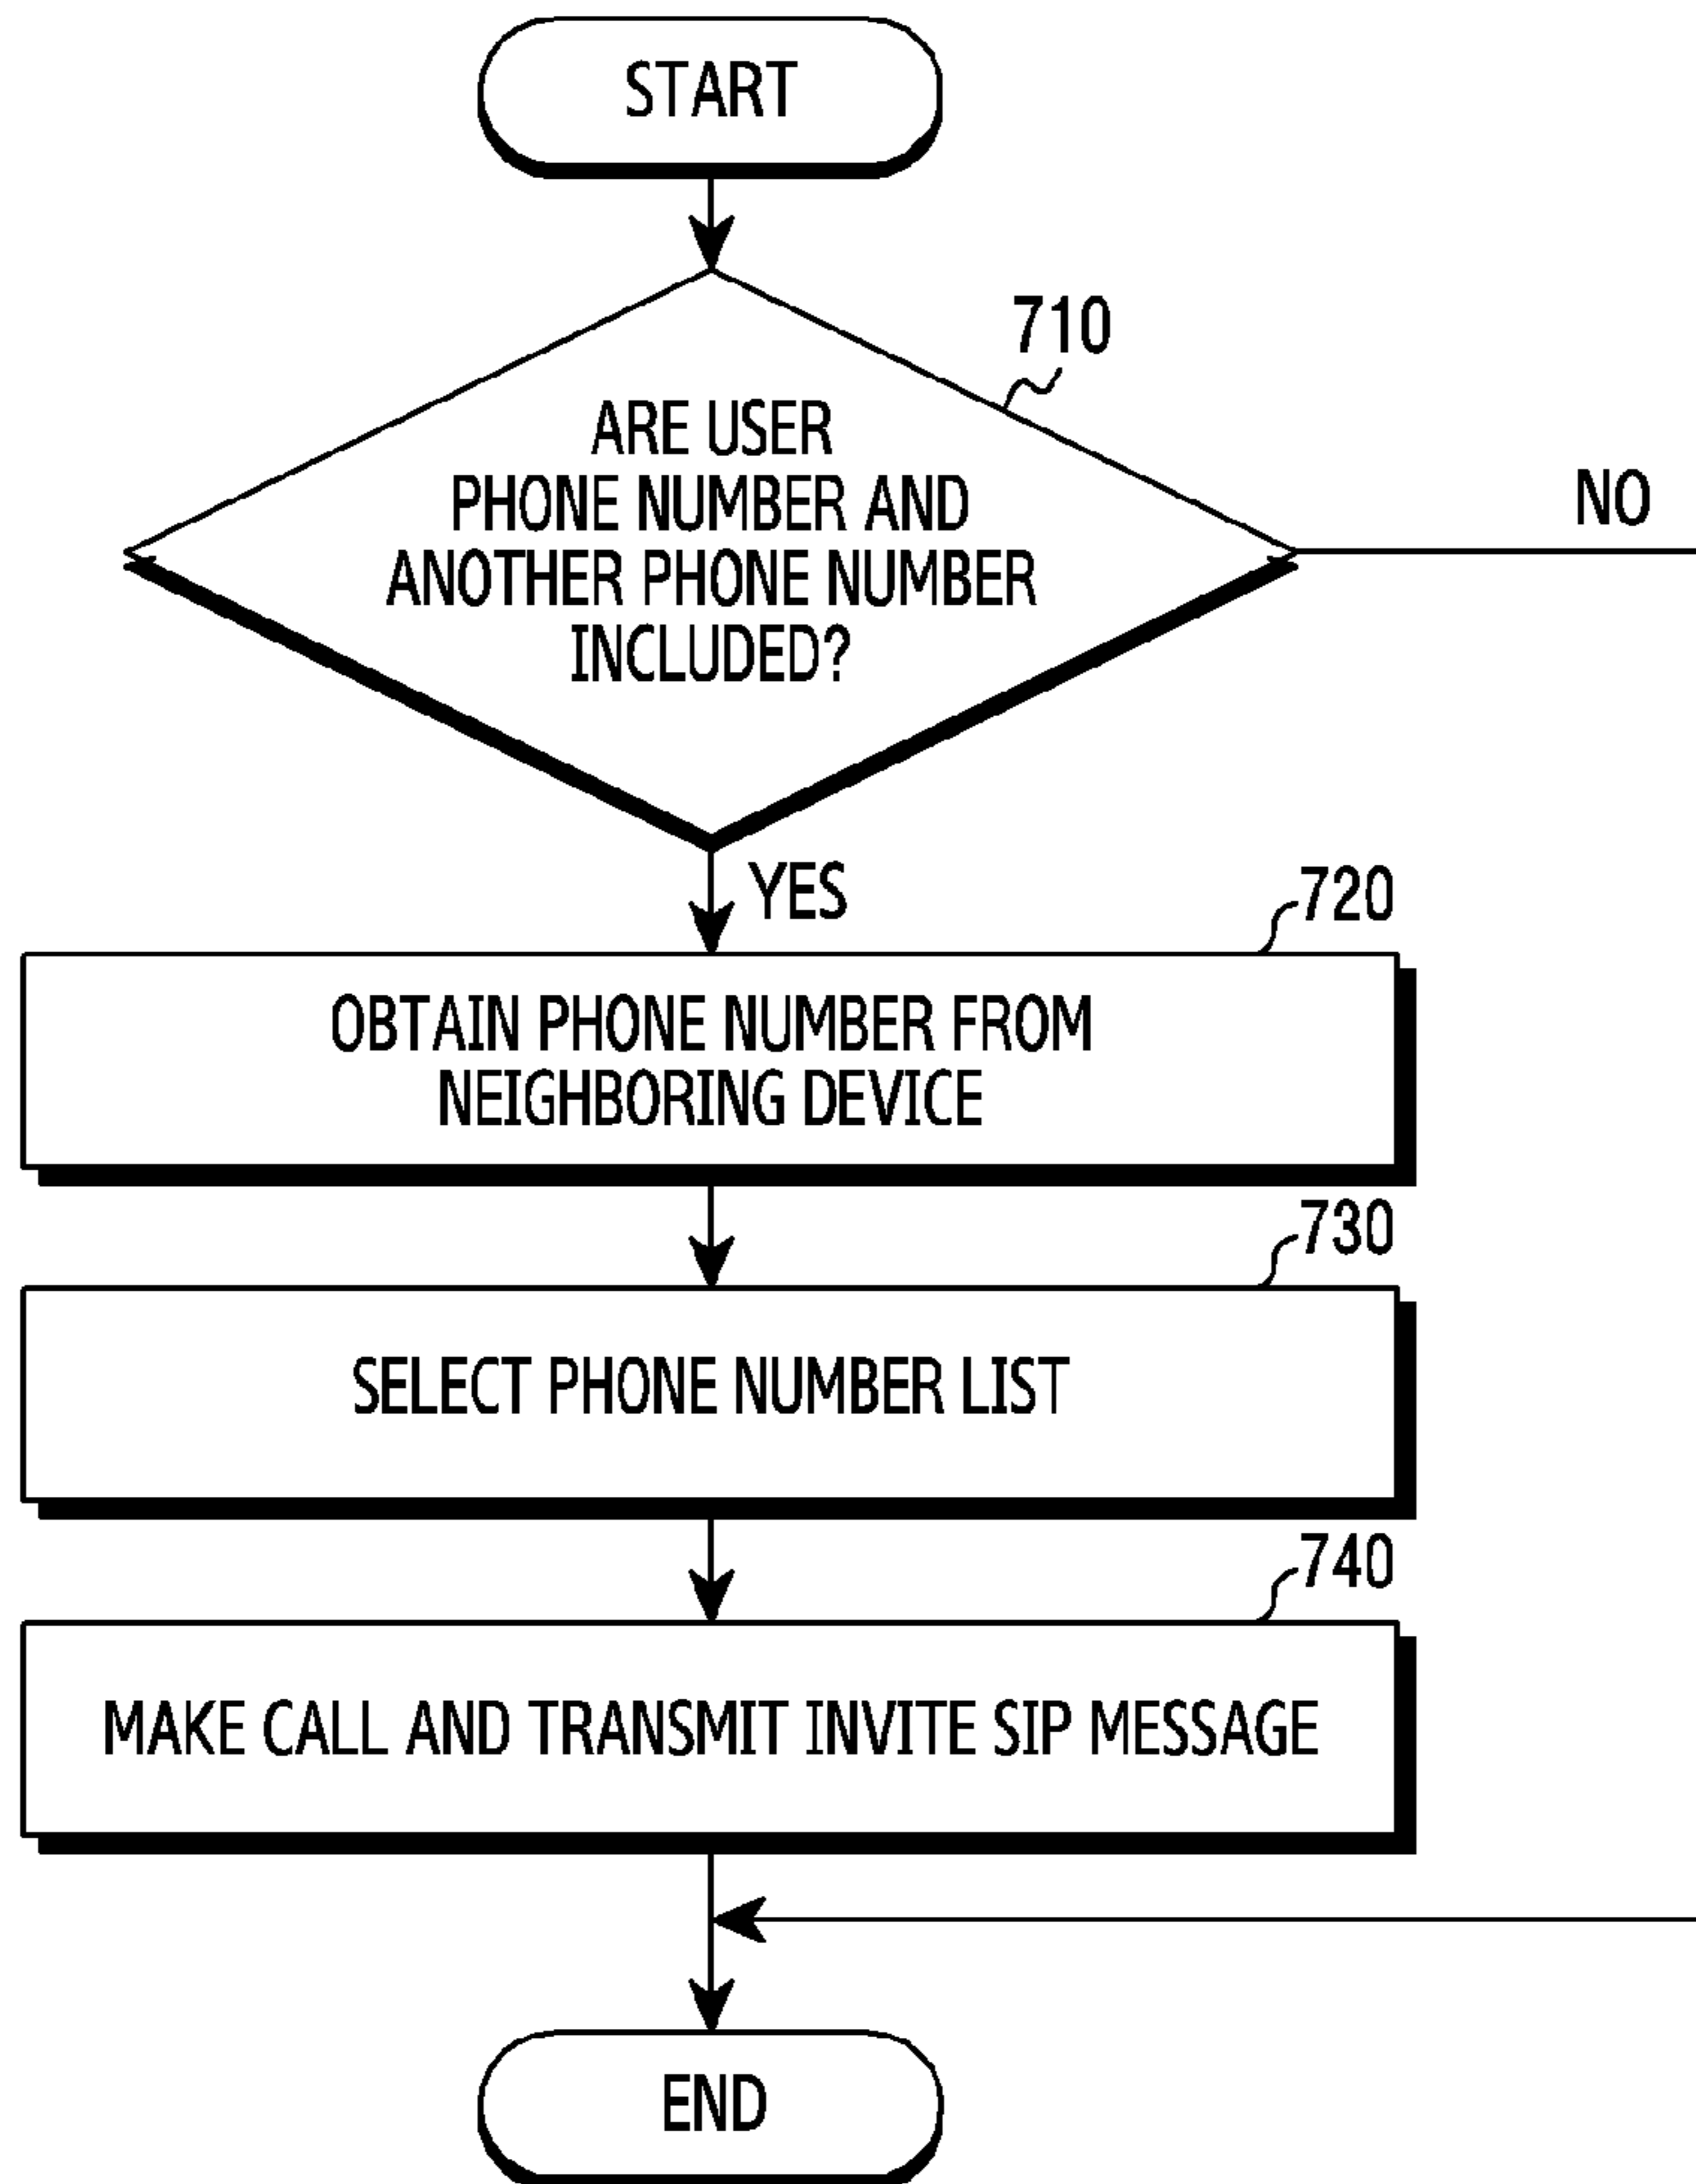 START
710
ARE USER
PHONE NUMBER AND
ANOTHER PHONE NUMBER
INCLUDED?
NO
YES
720
OBTAIN PHONE NUMBER FROM
NEIGHBORING DEVICE
730
SELECT PHONE NUMBER LIST
740
MAKE CALL AND TRANSMIT INVITE SIP MESSAGE
END